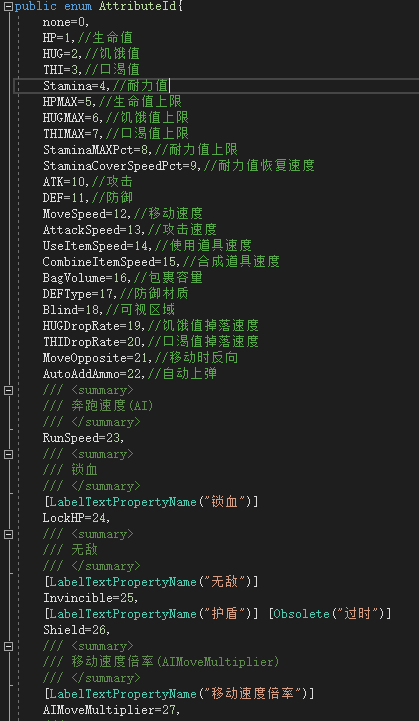 public enum AttributeId{
none=0,
HP=1,//生命值
HUG=2,//饥饿值
THI=3,//口渴值
Stamina=4,//耐力值
HPMAX=5,//生命值上限
HUGMAX=6,//饥饿值上限
THIMAX=7,//口渴值上限
StaminaMAXPct=8,//耐力值上限
StaminaCoverSpeedPct=9,//耐力值恢复速度
ATK=10,//攻击
DEF=11,//防御
MoveSpeed=12,//移动速度
AttackSpeed=13,//攻击速度
UseItemSpeed=14,//使用道具速度
CombineItemSpeed=15,//合成道具速度
BagVolume=16,//包裹容量
DEFType=17,//防御材质
Blind=18,//可视区域
HUGDropRate=19,//饥饿值掉落速度
THIDropRate=20,//口渴值掉落速度
MoveOpposite=21,//移动时反向
AutoAddAmmo=22,//自动上弹
/// <summary>
/// 奔跑速度(AI)
/// </summary>
RunSpeed=23,
/// <summary>
/// 锁血
/// </summary>
[LabelTextPropertyName("锁血")]
LockHP=24,
/// <summary>
/// 无敌
/// </summary>
[LabelTextPropertyName("无敌")]
Invincible=25,
[LabelTextPropertyName("护盾")] [Obsolete("过时")]
Shield=26,
/// <summary>
/// 移动速度倍率(AIMoveMultiplier)
/// </summary>
[LabelTextPropertyName("移动速度倍率")]
AIMoveMultiplier=27,